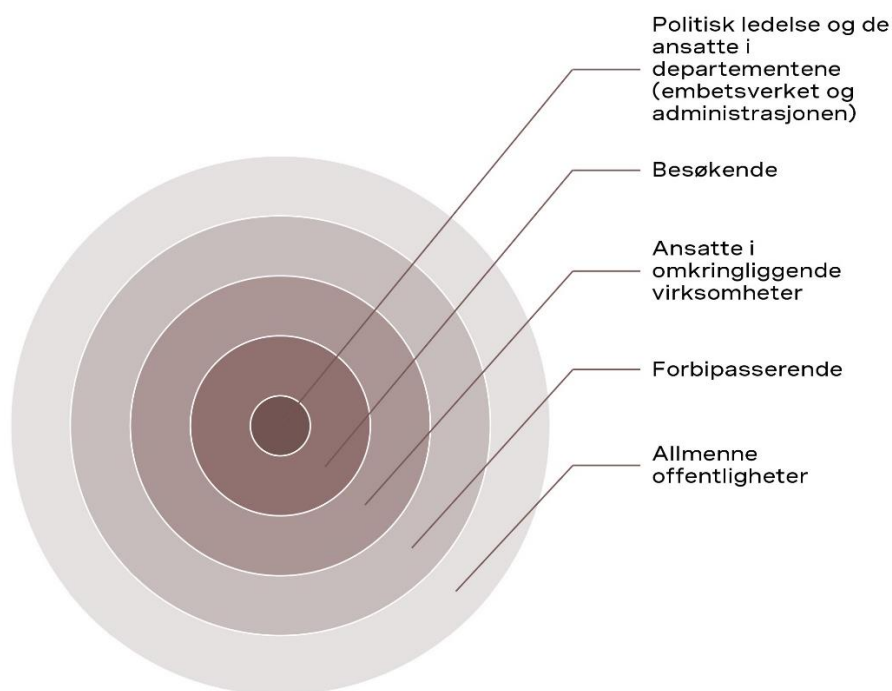 Politisk ledelse og de
ansatte i
departementene
(embetsverket og
administrasjonen)
Besøkende
Ansatte i
omkringliggende
virksomheter
Forbipasserende
Allmenne
offentligheter